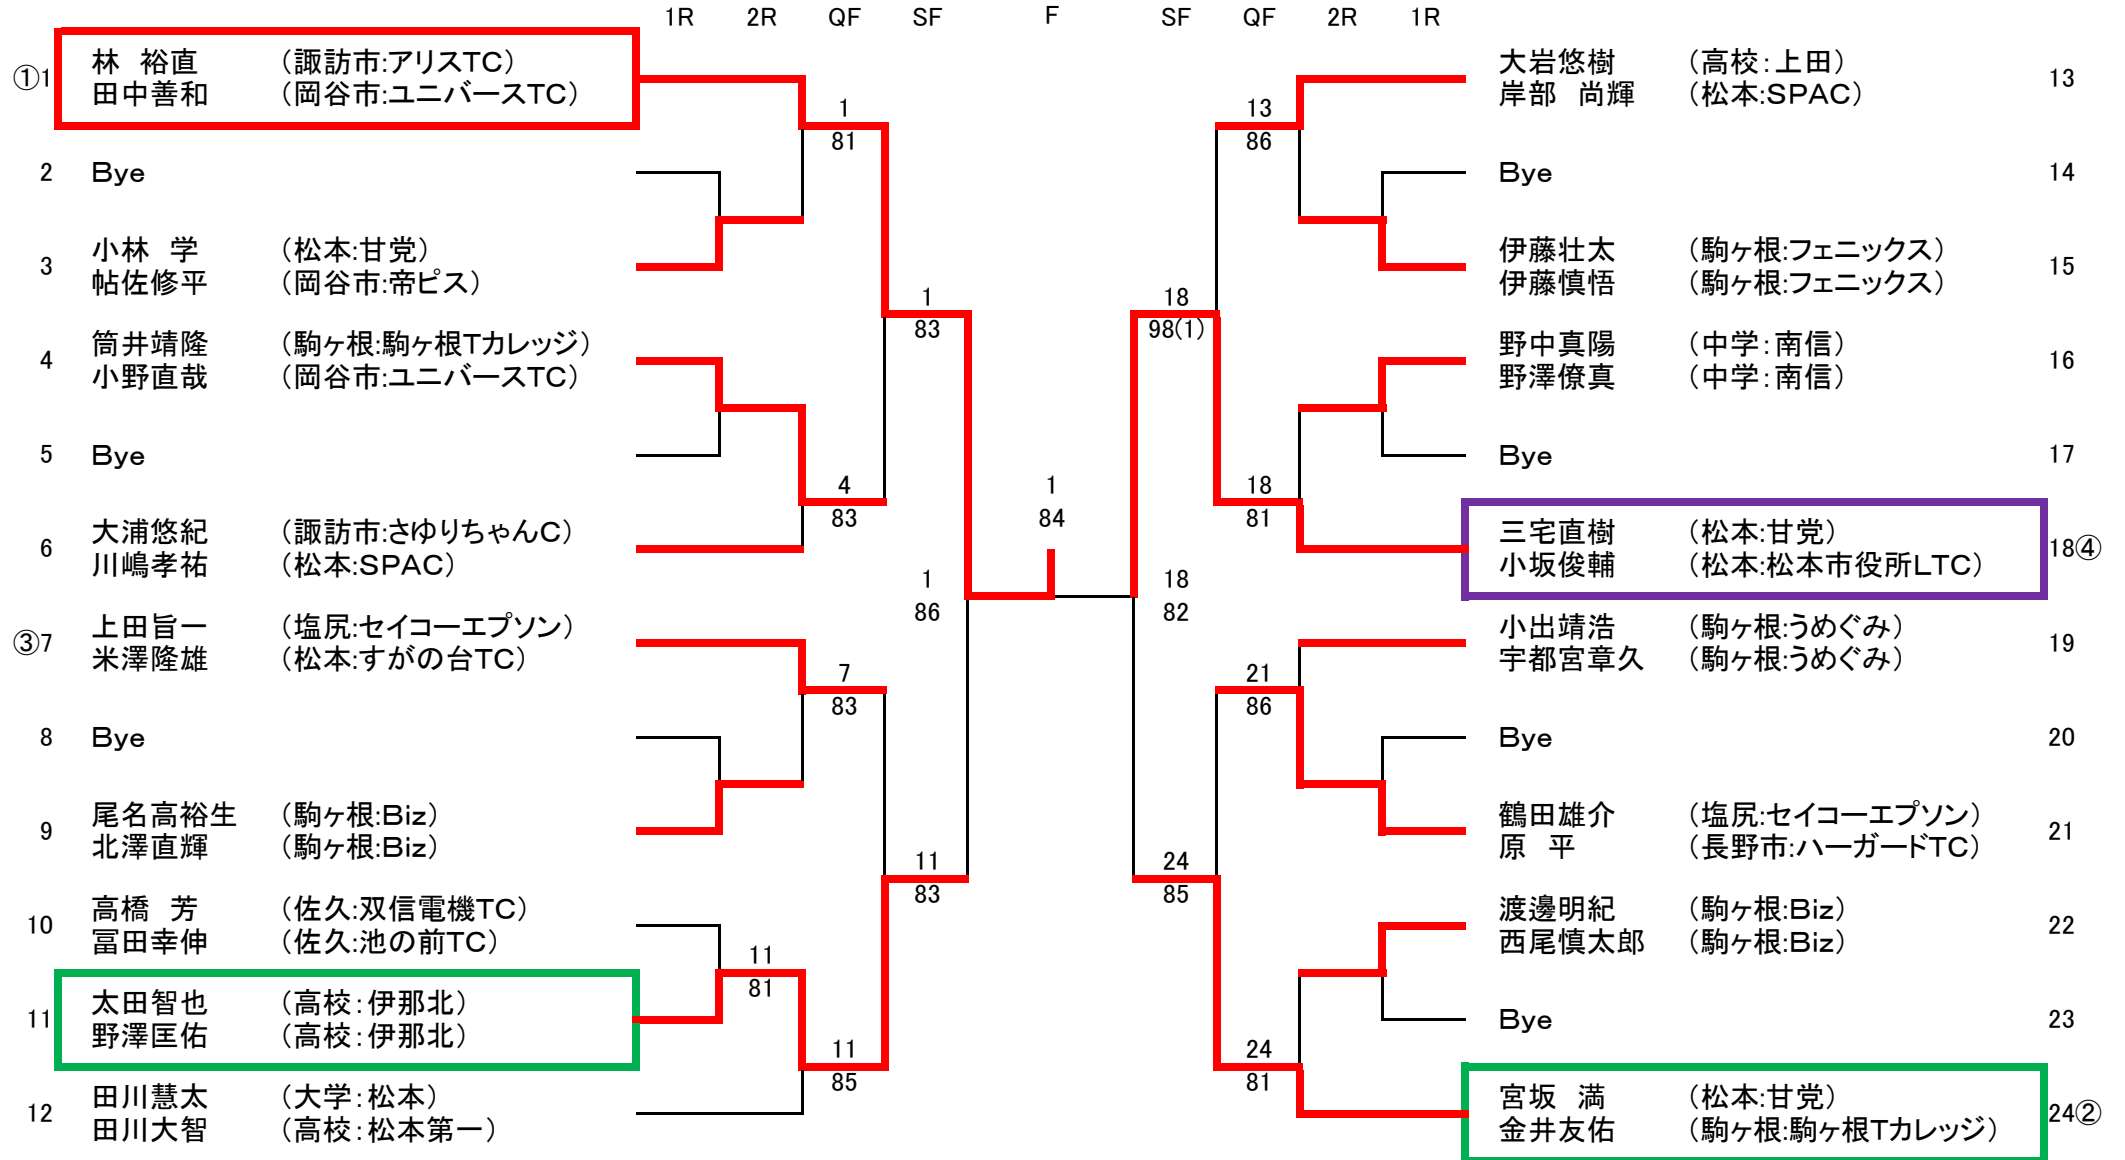 1R 2R QF SF F SF QF 2R 1R
①1 林 裕直 (諏訪市:アリスTC)
田中善和 (岡谷市:ユニバースTC)
2 Bye
3 小林 学 (松本:甘党)
帖佐修平 (岡谷市:帝ピス)
4 筒井靖隆 (駒ヶ根:駒ヶ根Tカレッジ)
小野直哉 (岡谷市:ユニバースTC)
5 Bye
6 大浦悠紀 (諏訪市:さゆりちゃんC)
川嶋孝祐 (松本:SPAC)
③7 上田旨一 (塩尻:セイコーエプソン)
米澤隆雄 (松本:すがの台TC)
8 Bye
9 尾名高裕生 (駒ヶ根:Biz)
北澤直輝 (駒ヶ根:Biz)
10 高橋 芳 (佐久:双信電機TC)
冨田幸伸 (佐久:池の前TC)
11 太田智也 (高校:伊那北)
野澤匡佑 (高校:伊那北)
12 田川慧太 (大学:松本)
田川大智 (高校:松本第一)
11
81
1
81
4
83
7
83
11
85
1
83
11
83
1
86
1
84
18
82
18
98(1)
24
85
13
86
18
81
21
86
24
81
大岩悠樹 (高校:上田) 13
岸部 尚輝 (松本:SPAC)
Bye 14
伊藤壮太 (駒ヶ根:フェニックス) 15
伊藤慎悟 (駒ヶ根:フェニックス)
野中真陽 (中学:南信) 16
野澤僚真 (中学:南信)
Bye 17
三宅直樹 (松本:甘党) 18④
小坂俊輔 (松本:松本市役所LTC)
小出靖浩 (駒ヶ根:うめぐみ) 19
宇都宮章久 (駒ヶ根:うめぐみ)
Bye 20
鶴田雄介 (塩尻:セイコーエプソン) 21
原 平 (長野市:ハーガードTC)
渡邊明紀 (駒ヶ根:Biz) 22
西尾慎太郎 (駒ヶ根:Biz)
Bye 23
宮坂 満 (松本:甘党) 24②
金井友佑 (駒ヶ根:駒ヶ根Tカレッジ)